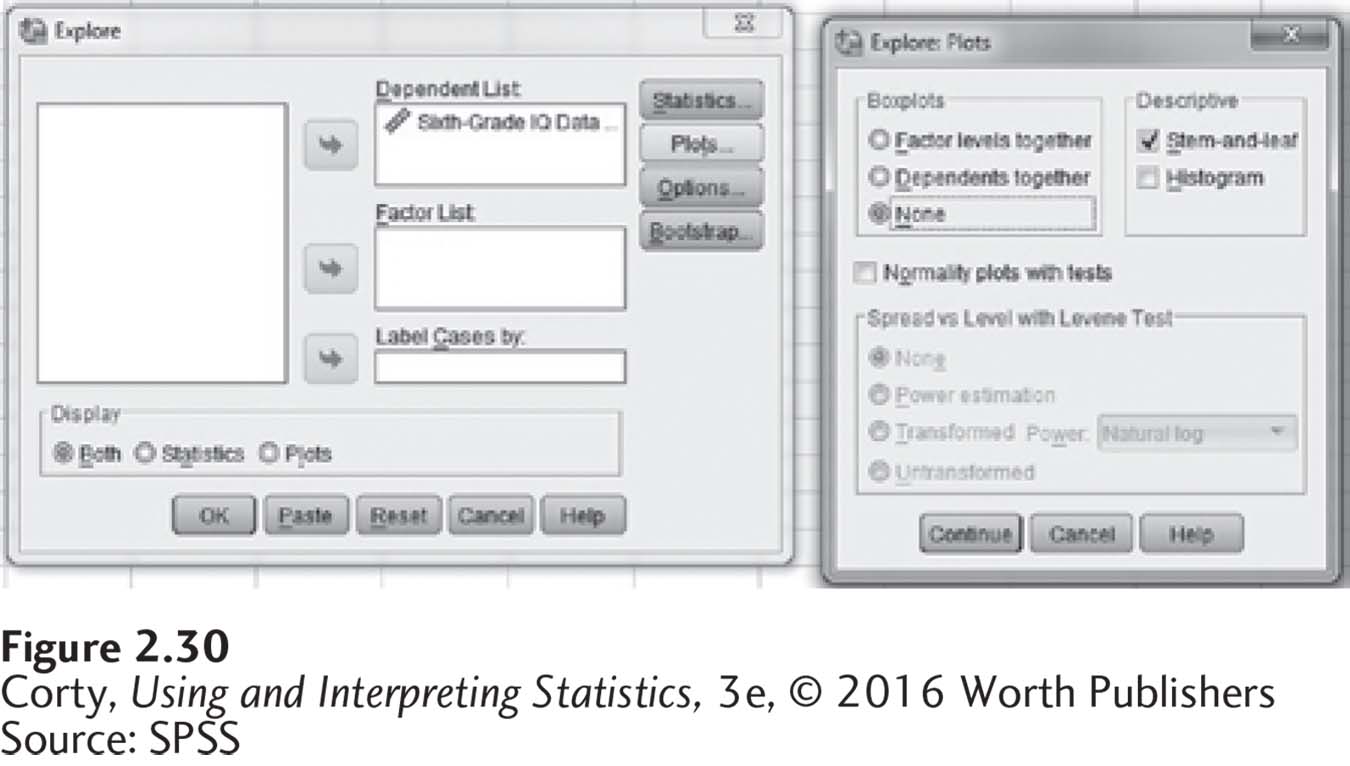 Explore
Dependent List:
Sixth-Grade IQ Data ...
Factor List:
Label Cases by:
Statistics...
Plots...
Options...
Bootstrap...
Display
Both Statistics Plots
OK Paste Reset Cancel Help
Explore: Plots
Boxplots
Factor levels together
Dependents together
None
Descriptive
Stem-and-leaf
Histogram
Normality plots with tests
Spread vs Level with Levene Test
None
Power estimation
Transformed Power: Natural log
Untransformed
Continue Cancel Help
Figure 2.30
Corty, Using and Interpreting Statistics, 3e, © 2016 Worth Publishers
Source: SPSS